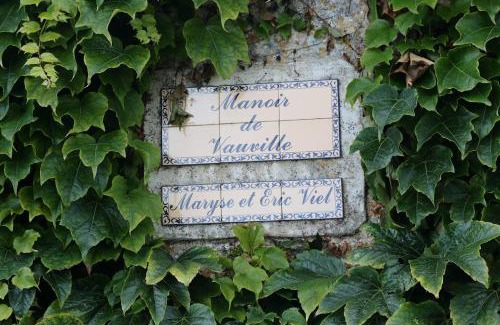 Manoir
de
Vauville
Maryse et Eric Viel